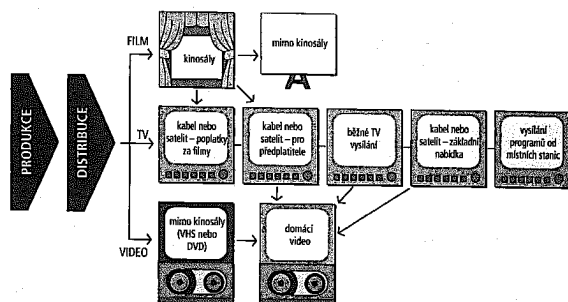 PRODUKCE
DISTRIBUCE
FILM
kinosály
mimo kinosály
TV
kabel nebo
satelit – poplatky
za filmy
kabel nebo
satelit – pro
předplatitele
běžné TV
vysílání
kabel nebo
satelit – základní
nabídka
vysílání
programů od
místních stanic
VIDEO
mimo kinosály
(VHS nebo
DVD)
domácí
video